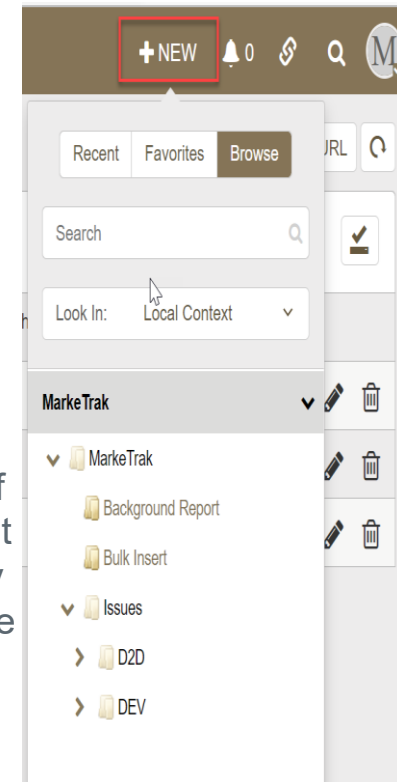 + NEW 0 M
Recent Favorites Browse URL
Search
Look In: Local Context
h
MarkeTrak
MarkeTrak
f
Background Report
t
Bulk Insert
y
Issues
e
D2D
DEV